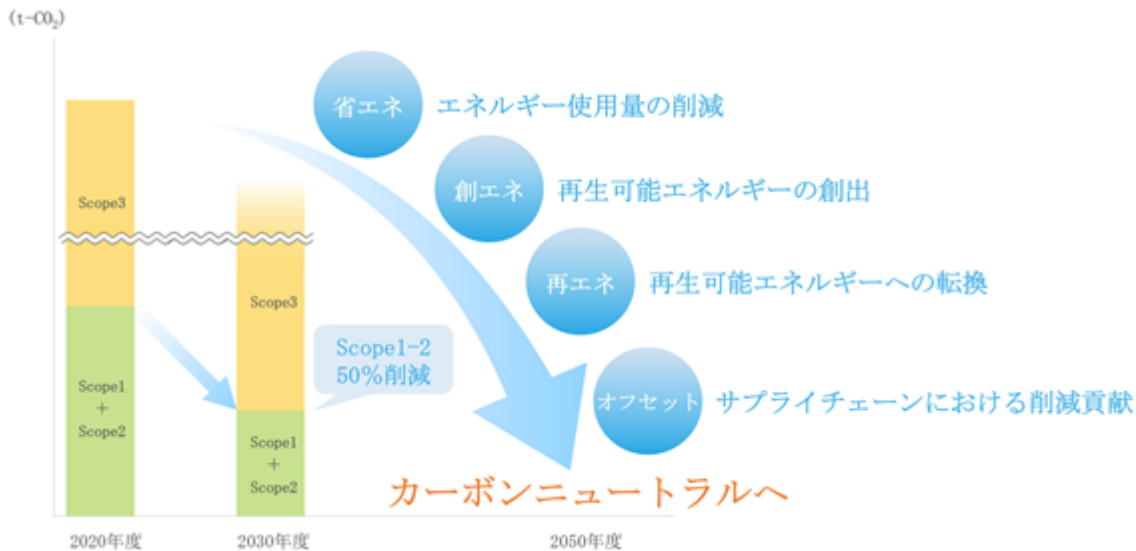 (t-CO₂)
省エネ
エネルギー使用量の削減
創エネ
再生可能エネルギーの創出
再エネ
再生可能エネルギーへの転換
オフセット
サプライチェーンにおける削減貢献
Scope3
Scope1
+
Scope2
Scope3
Scope1-2
50%削減
Scope1
+
Scope2
カーボンニュートラルへ
2020年度
2030年度
2050年度